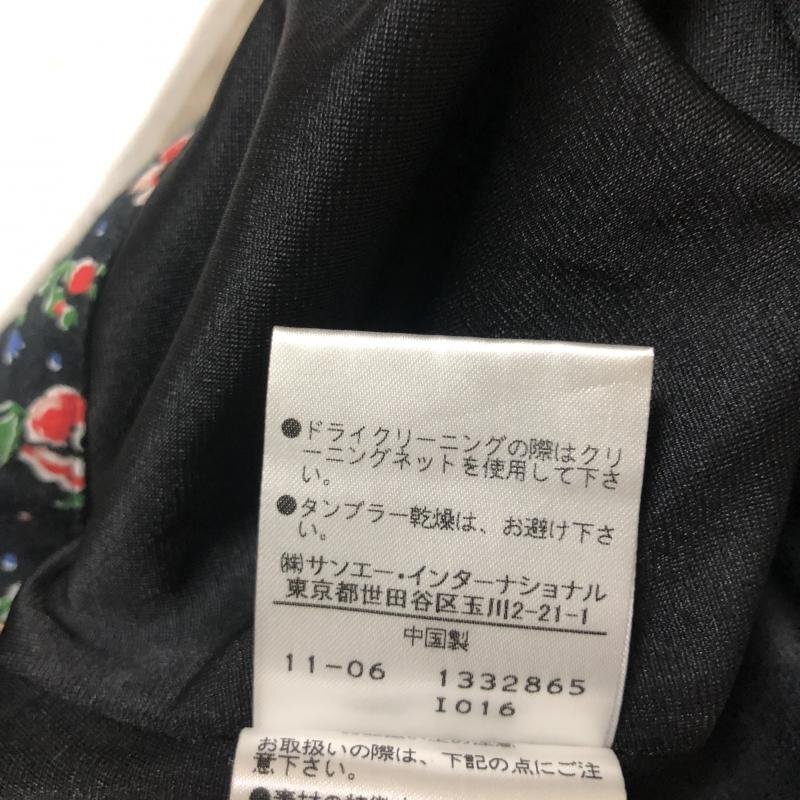 ●ドライクリーニングの際はクリ
ーニングネットを使用して下さ
い。
●タンブラー乾燥は、お避け下さ
い。
㈱サンエー・インターナショナル
東京都世田谷区玉川2-21-1
中国製
11-06 1332865
I016
お取扱いの際は、下記の点にご注
意下さい。